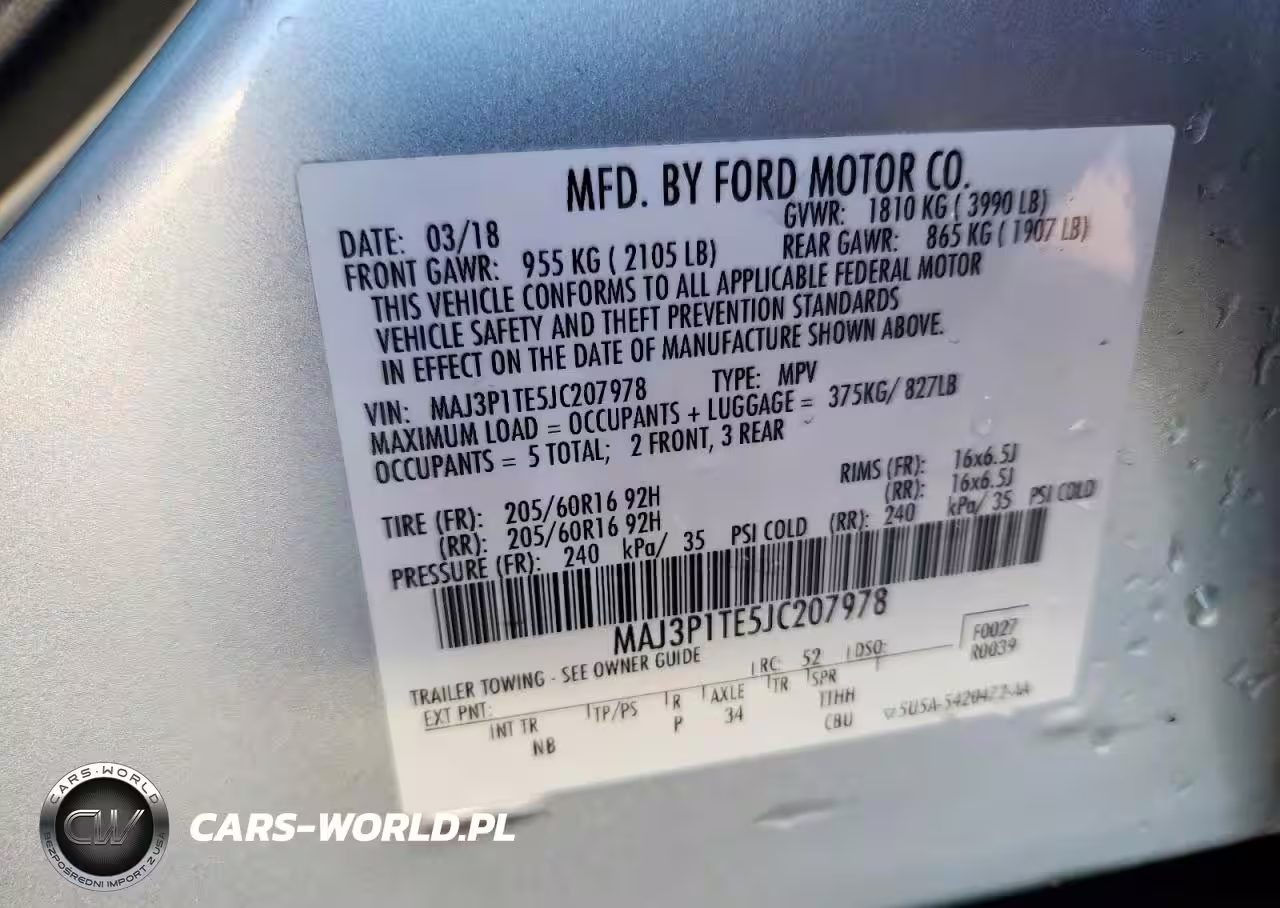 MFD. BY FORD MOTOR CO.
DATE: 03/18 GVWR: 1810 KG ( 3990 LB)
FRONT GAWR: 955 KG ( 2105 LB) REAR GAWR: 865 KG ( 1907 LB)
THIS VEHICLE CONFORMS TO ALL APPLICABLE FEDERAL MOTOR
VEHICLE SAFETY AND THEFT PREVENTION STANDARDS
IN EFFECT ON THE DATE OF MANUFACTURE SHOWN ABOVE.
VIN: MAJ3P1TE5JC207978 TYPE: MPV
MAXIMUM LOAD = OCCUPANTS + LUGGAGE = 375KG/ 827LB
OCCUPANTS = 5 TOTAL; 2 FRONT, 3 REAR
TIRE (FR): 205/60R16 92H RIMS (FR): 16x6.5J
(RR): 205/60R16 92H (RR): 16x6.5J
PRESSURE (FR): 240 kPa/ 35 PSI COLD (RR): 240 kPa/ 35 PSI COLD
MAJ3P1TE5JC207978
TRAILER TOWING - SEE OWNER GUIDE
EXT PNT: RC: 52 DSO: F0027
R0039
INT TR TP/PS R AXLE TR SPR
NB P 34 TTHH
CBU
CARS-WORLD
CW
BEZPOŚREDNI IMPORT Z USA
CARS-WORLD.PL